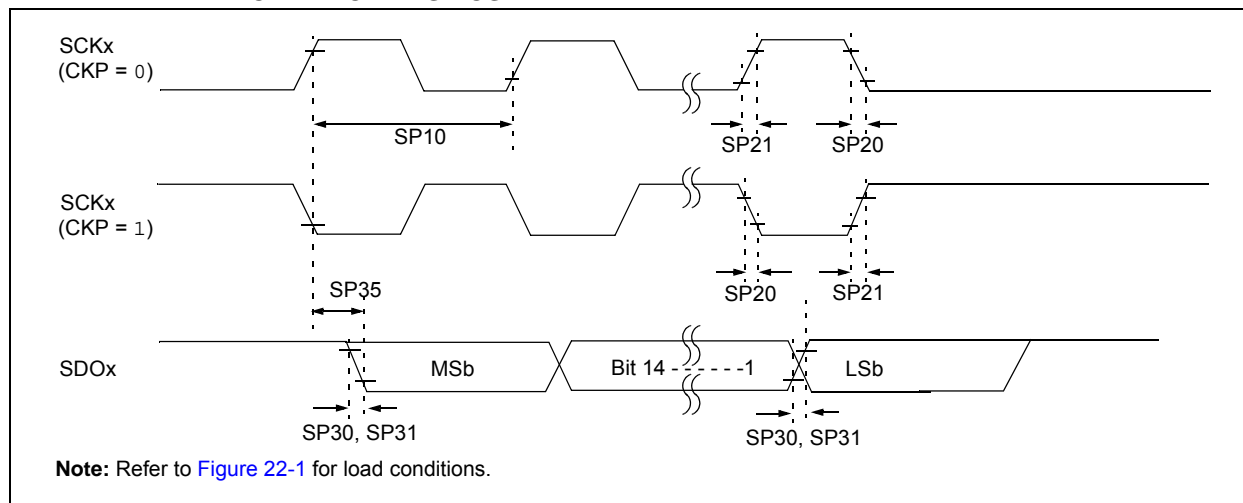 SCKx
(CKP = 0)
SP10
SP21
SP20
SCKx
(CKP = 1)
SP35
SP20
SP21
SDOx
MSb
Bit 14 - - - - - -1
LSb
SP30, SP31
SP30, SP31
Note: Refer to Figure 22-1 for load conditions.